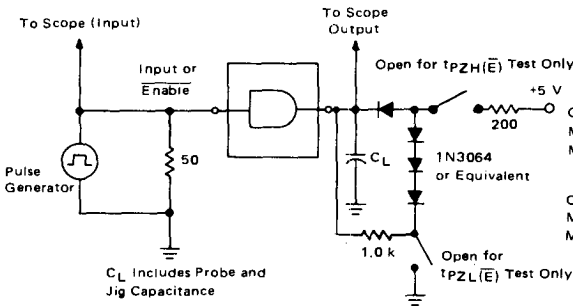 To Scope (Input)
To Scope
Output
Open for tPZH(E̅) Test Only
Input or
E̅n̅a̅b̅l̅e̅
+5 V
200
Pulse
Generator
50
CL
1N3064
or Equivalent
1.0 k
Open for
tPZL(E̅) Test Only
CL Includes Probe and
Jig Capacitance
C
M
M
C
M
M